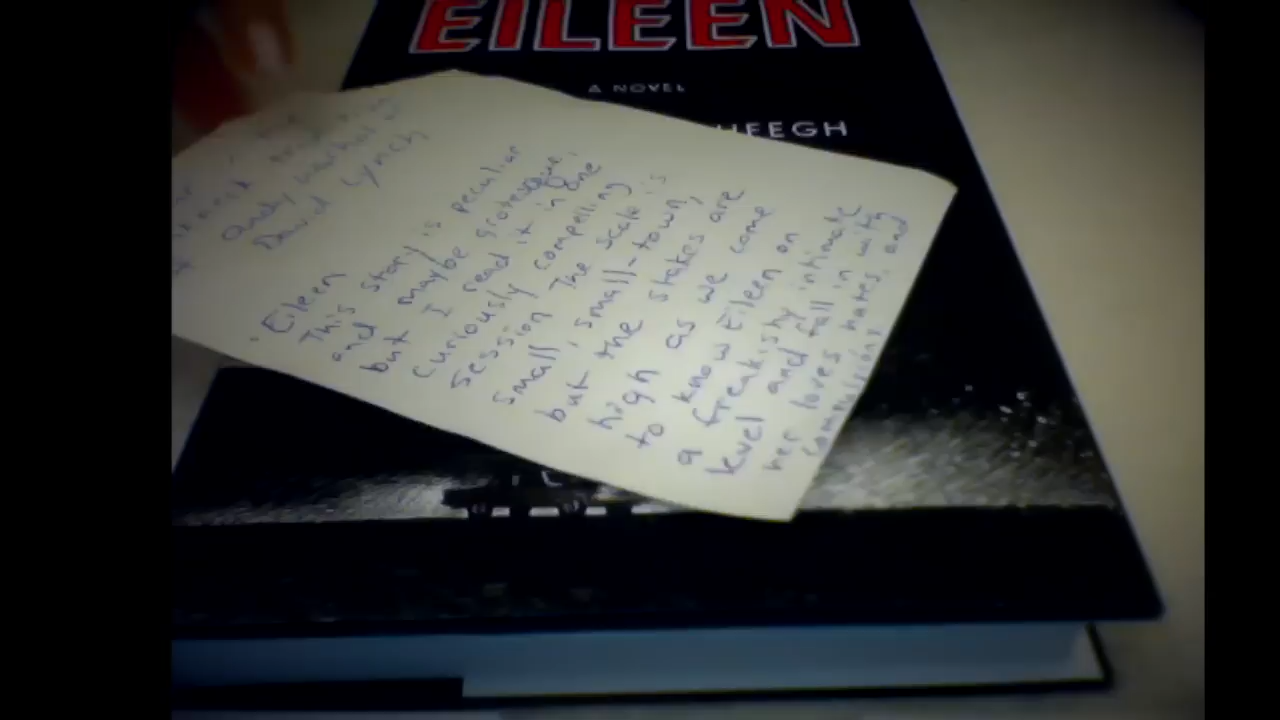 EILEEN
A NOVEL
HEEGH
Andy
David Lynch
Eileen
This story is peculiar
and maybe grotesque,
but I read it in one
curiously compelling
session The scale is
small, small-town,
but the stakes are
high as we come
to know Eileen on
a freakishly intimate
level and fall in with
her loves hates and
compulsions